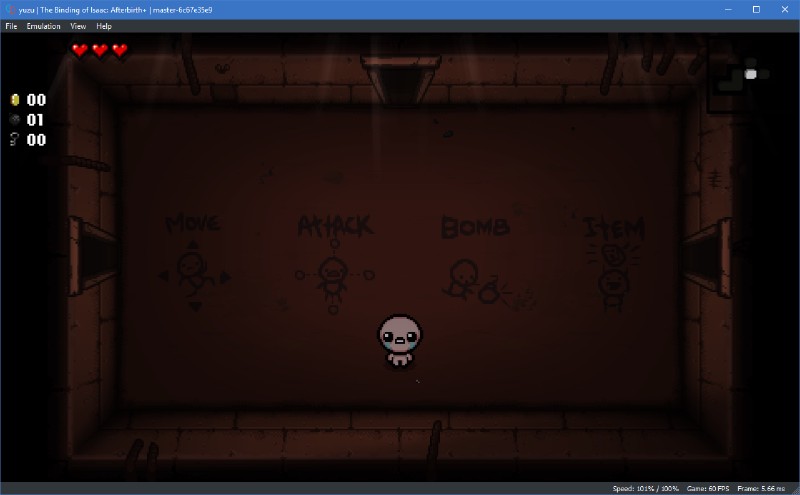 yuzu | The Binding of Isaac: Afterbirth+ | master-6c67e35e9
File Emulation View Help
00
01
00
MOVE ATTACK BOMB ITEM
Speed: 101% / 100% Game: 60 FPS Frame: 5.66 ms